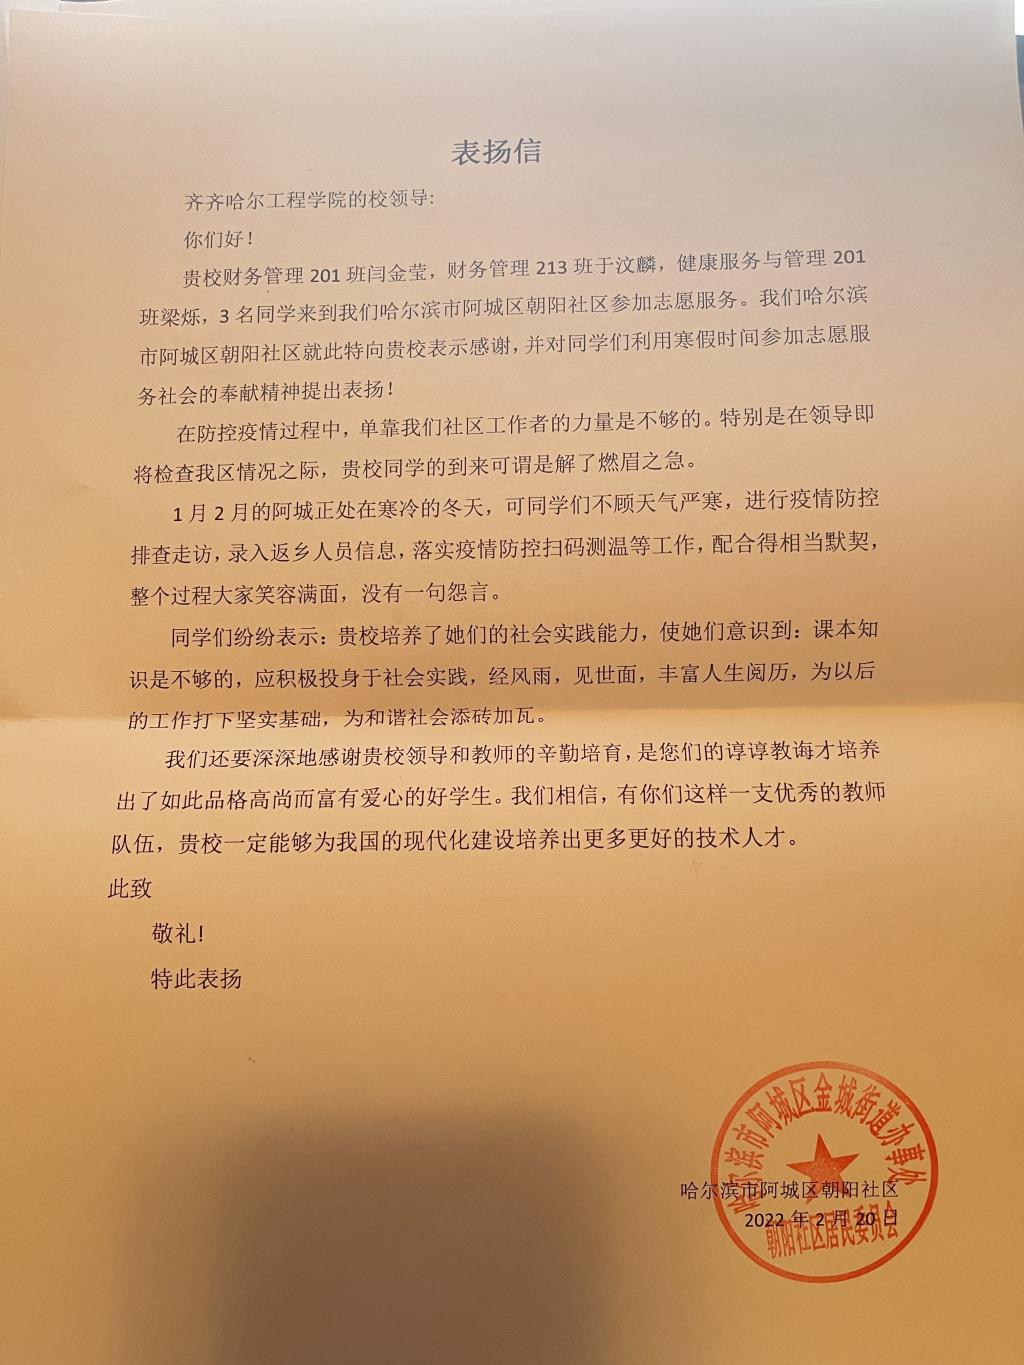 表扬信
齐齐哈尔工程学院的校领导:
你们好！
贵校财务管理 201 班闫金莹，财务管理 213 班于汶麟，健康服务与管理 201
班梁烁，3 名同学来到我们哈尔滨市阿城区朝阳社区参加志愿服务。我们哈尔滨
市阿城区朝阳社区就此特向贵校表示感谢，并对同学们利用寒假时间参加志愿服
务社会的奉献精神提出表扬！
在防控疫情过程中，单靠我们社区工作者的力量是不够的。特别是在领导即
将检查我区情况之际，贵校同学的到来可谓是解了燃眉之急。
1 月 2 月的阿城正处在寒冷的冬天，可同学们不顾天气严寒，进行疫情防控
排查走访，录入返乡人员信息，落实疫情防控扫码测温等工作，配合得相当默契，
整个过程大家笑容满面，没有一句怨言。
同学们纷纷表示：贵校培养了她们的社会实践能力，使她们意识到：课本知
识是不够的，应积极投身于社会实践，经风雨，见世面，丰富人生阅历，为以后
的工作打下坚实基础，为和谐社会添砖加瓦。
我们还要深深地感谢贵校领导和教师的辛勤培育，是您们的谆谆教诲才培养
出了如此品格高尚而富有爱心的好学生。我们相信，有你们这样一支优秀的教师
队伍，贵校一定能够为我国的现代化建设培养出更多更好的技术人才。
此致
敬礼!
特此表扬
哈尔滨市阿城区金城街道办事处
哈尔滨市阿城区朝阳社区
2022 年 2 月 20 日
朝阳社区居民委员会